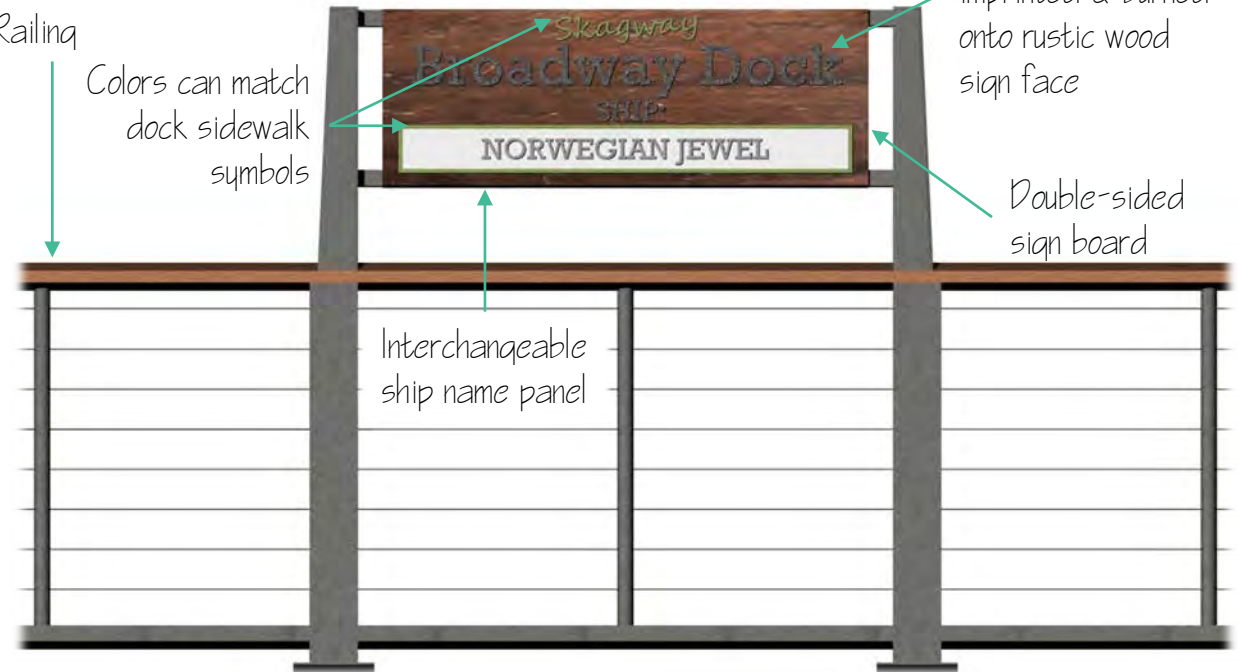 Railing
Colors can match
dock sidewalk
symbols
Skagway
Broadway Dock
SHIP:
NORWEGIAN JEWEL
onto rustic wood
sign face
Double-sided
sign board
Interchangeable
ship name panel